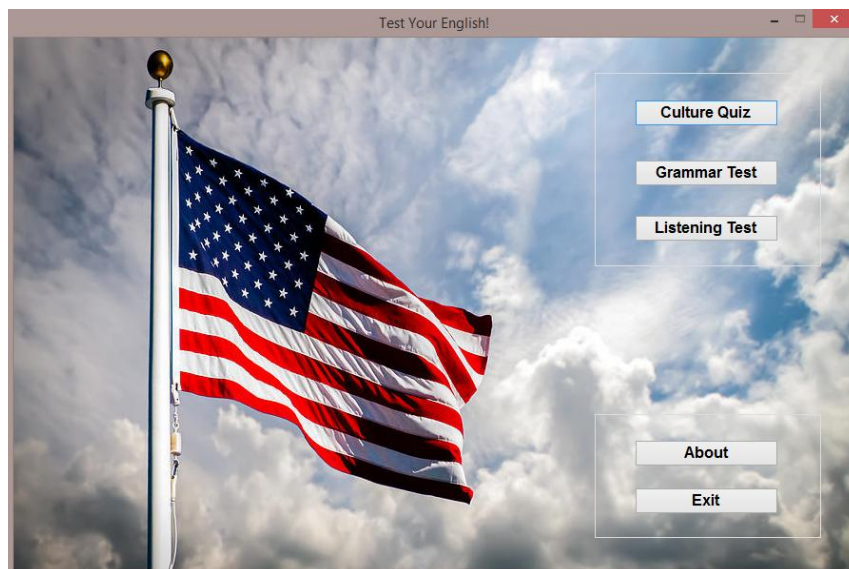 Test Your English!
Culture Quiz
Grammar Test
Listening Test
About
Exit